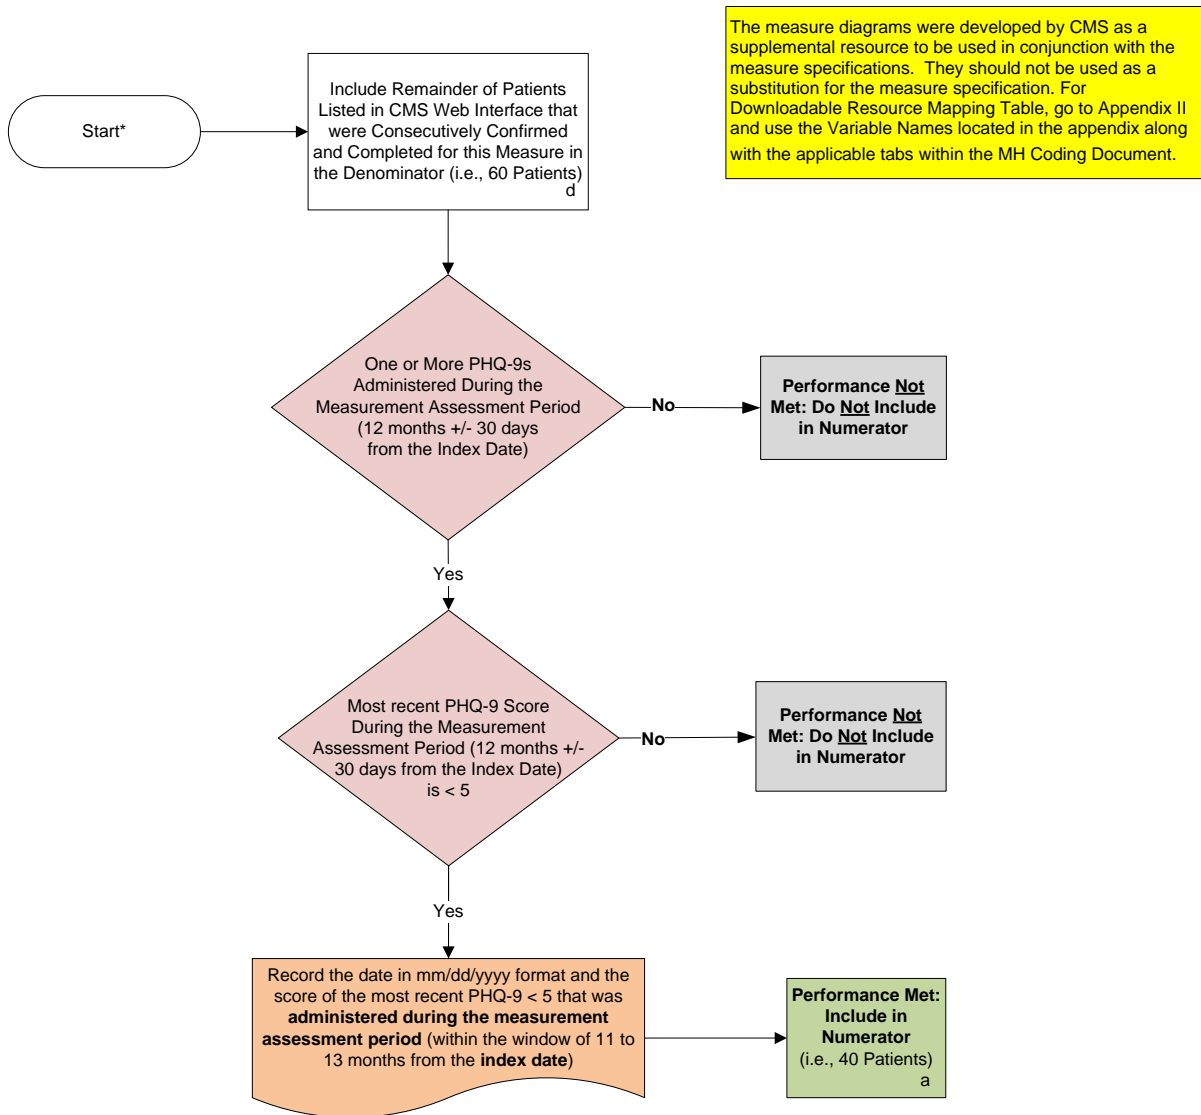 The measure diagrams were developed by CMS as a
supplemental resource to be used in conjunction with the
measure specifications.  They should not be used as a
substitution for the measure specification. For
Downloadable Resource Mapping Table, go to Appendix II
and use the Variable Names located in the appendix along
with the applicable tabs within the MH Coding Document.
Start*
Include Remainder of Patients
Listed in CMS Web Interface that
were Consecutively Confirmed
and Completed for this Measure in
the Denominator (i.e., 60 Patients)
d
One or More PHQ-9s
Administered During the
Measurement Assessment Period
(12 months +/- 30 days
from the Index Date)
No
Performance Not
Met: Do Not Include
in Numerator
Yes
Most recent PHQ-9 Score
During the Measurement
Assessment Period (12 months +/-
30 days from the Index Date)
is < 5
No
Performance Not
Met: Do Not Include
in Numerator
Yes
Record the date in mm/dd/yyyy format and the
score of the most recent PHQ-9 < 5 that was
administered during the measurement
assessment period (within the window of 11 to
13 months from the index date)
Performance Met:
Include in
Numerator
(i.e., 40 Patients)
a